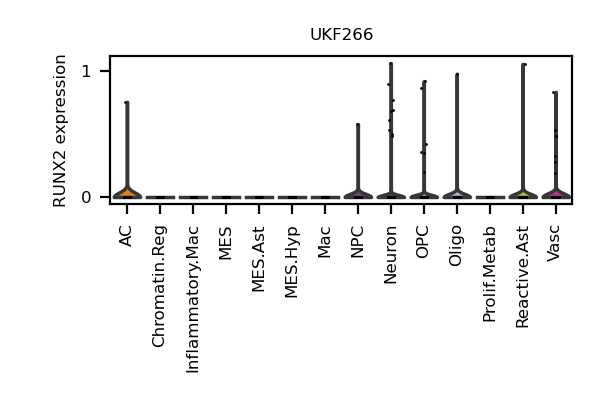 UKF266
RUNX2 expression
1
0
AC
Chromatin.Reg
Inflammatory.Mac
MES
MES.Ast
MES.Hyp
Mac
NPC
Neuron
OPC
Oligo
Prolif.Metab
Reactive.Ast
Vasc